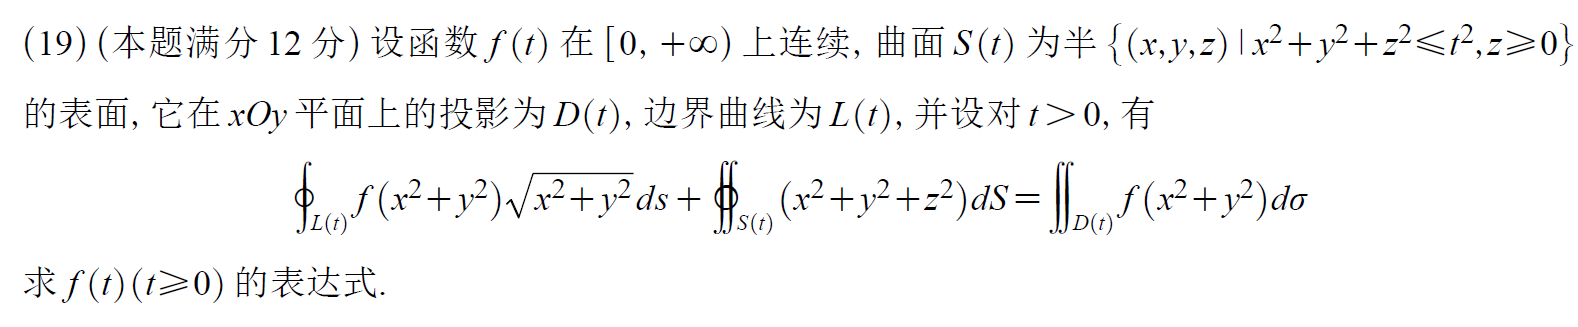 (19) (本题满分 12 分) 设函数 f(t) 在 [0, +∞) 上连续, 曲面 S(t) 为半 {(x,y,z) | x²+y²+z²⩽t²,z⩾0}
的表面, 它在 xOy 平面上的投影为 D(t), 边界曲线为 L(t), 并设对 t>0, 有
∮_{L(t)} f(x²+y²)√(x²+y²) ds + ∯_{S(t)} (x²+y²+z²)dS = ∬_{D(t)} f(x²+y²)dσ
求 f(t)(t⩾0) 的表达式.